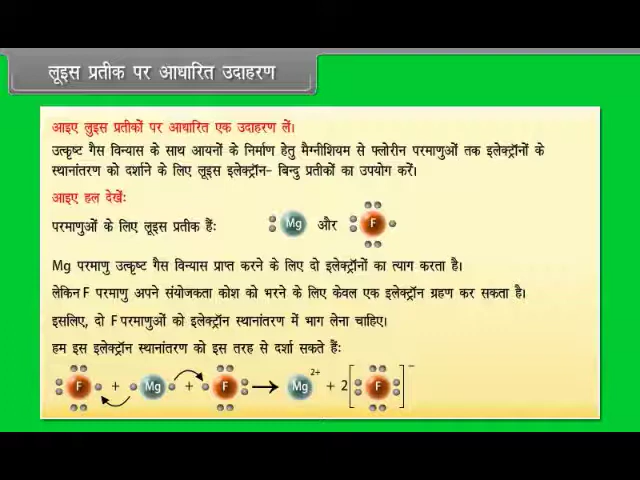 लूइस प्रतीक पर आधारित उदाहरण
आइए लुइस प्रतीकों पर आधारित एक उदाहरण लें।
उत्कृष्ट गैस विन्यास के साथ आयनों के निर्माण हेतु मैग्नीशियम से फ्लोरीन परमाणुओं तक इलेक्ट्रॉनों के
स्थानांतरण को दर्शाने के लिए लूइस इलेक्ट्रॉन- बिन्दु प्रतीकों का उपयोग करें।
आइए हल देखेंः
परमाणुओं के लिए लूइस प्रतीक हैंः Mg और F
Mg परमाणु उत्कृष्ट गैस विन्यास प्राप्त करने के लिए दो इलेक्ट्रॉनों का त्याग करता है।
लेकिन F परमाणु अपने संयोजकता कोश को भरने के लिए केवल एक इलेक्ट्रॉन ग्रहण कर सकता है।
इसलिए, दो F परमाणुओं को इलेक्ट्रॉन स्थानांतरण में भाग लेना चाहिए।
हम इस इलेक्ट्रॉन स्थानांतरण को इस तरह से दर्शा सकते हैंः
F + Mg + F → Mg 2+ + 2 [ F ] −